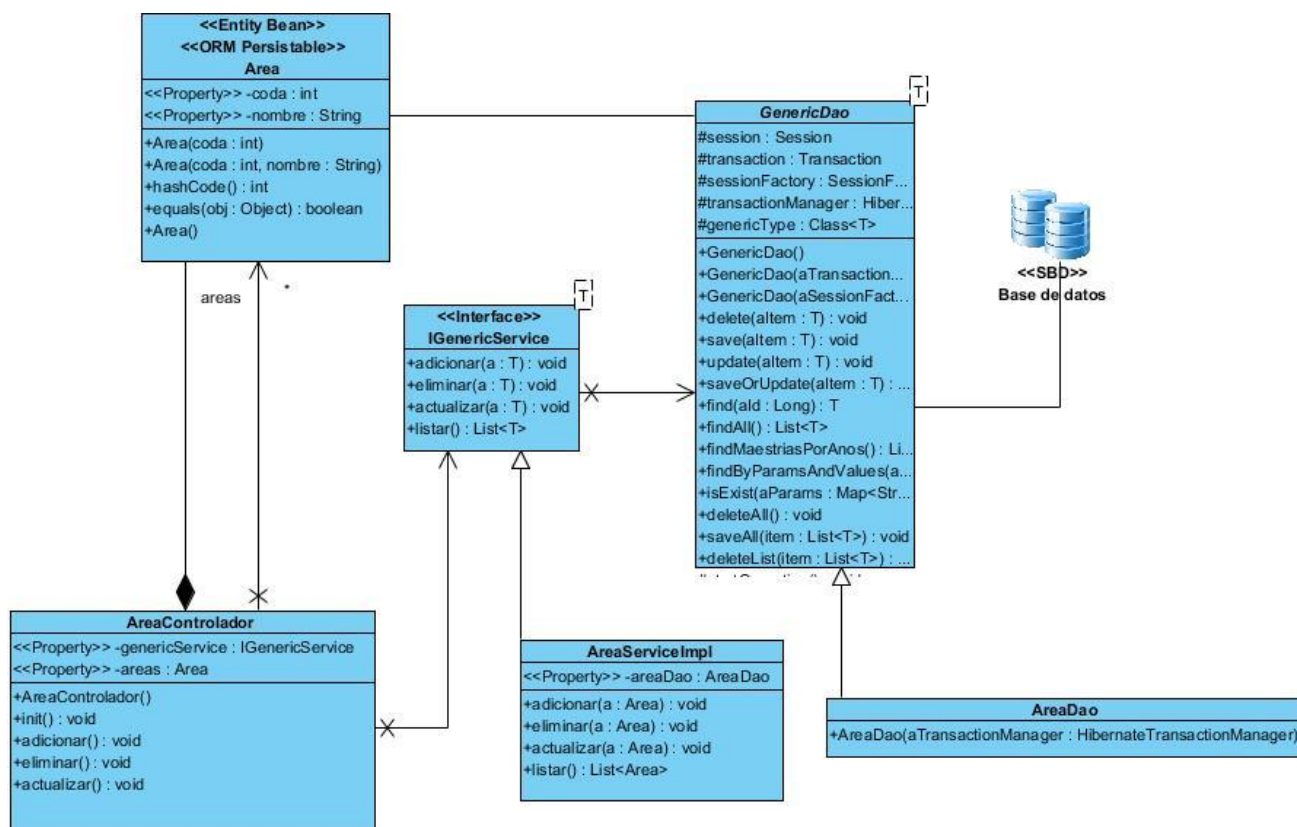 <<Entity Bean>>
<<ORM Persistable>>
Area
<<Property>> -coda : int
<<Property>> -nombre : String
+Area(coda : int)
+Area(coda : int, nombre : String)
+hashCode() : int
+equals(obj : Object) : boolean
+Area()
areas
*
T
GenericDao
#session : Session
#transaction : Transaction
#sessionFactory : SessionF...
#transactionManager : Hiber...
#genericType : Class<T>
+GenericDao()
+GenericDao(aTransaction...
+GenericDao(aSessionFact...
+delete(aItem : T) : void
+save(aItem : T) : void
+update(aItem : T) : void
+saveOrUpdate(aItem : T) : ...
+find(aId : Long) : T
+findAll() : List<T>
+findMaestriasPorAnos() : Li...
+findByParamsAndValues(a...
+isExist(aParams : Map<Str...
+deleteAll() : void
+saveAll(item : List<T>) : void
+deleteList(item : List<T>) : ...
<<SBD>>
Base de datos
T
<<Interface>>
IGenericService
+adicionar(a : T) : void
+eliminar(a : T) : void
+actualizar(a : T) : void
+listar() : List<T>
AreaControlador
<<Property>> -genericService : IGenericService
<<Property>> -areas : Area
+AreaControlador()
+init() : void
+adicionar() : void
+eliminar() : void
+actualizar() : void
AreaServiceImpl
<<Property>> -areaDao : AreaDao
+adicionar(a : Area) : void
+eliminar(a : Area) : void
+actualizar(a : Area) : void
+listar() : List<Area>
AreaDao
+AreaDao(aTransactionManager : HibernateTransactionManager)